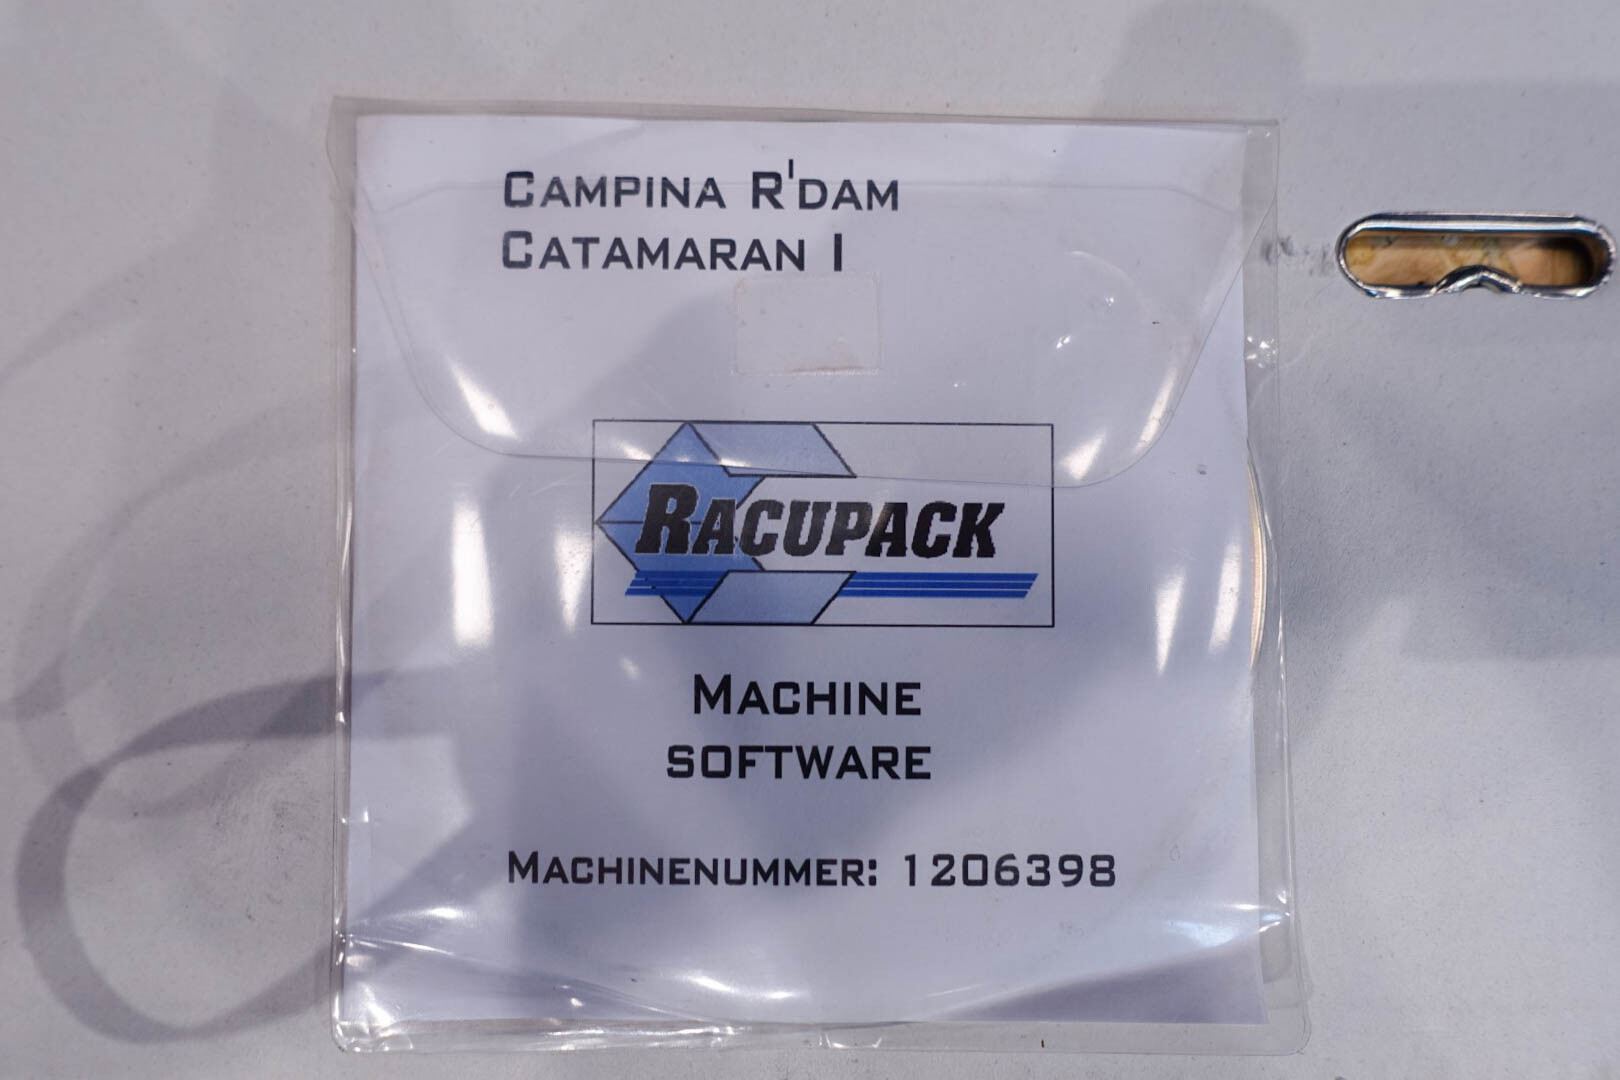 CAMPINA R'DAM
CATAMARAN I
RACUPACK
MACHINE
SOFTWARE
MACHINENUMMER: 1206398